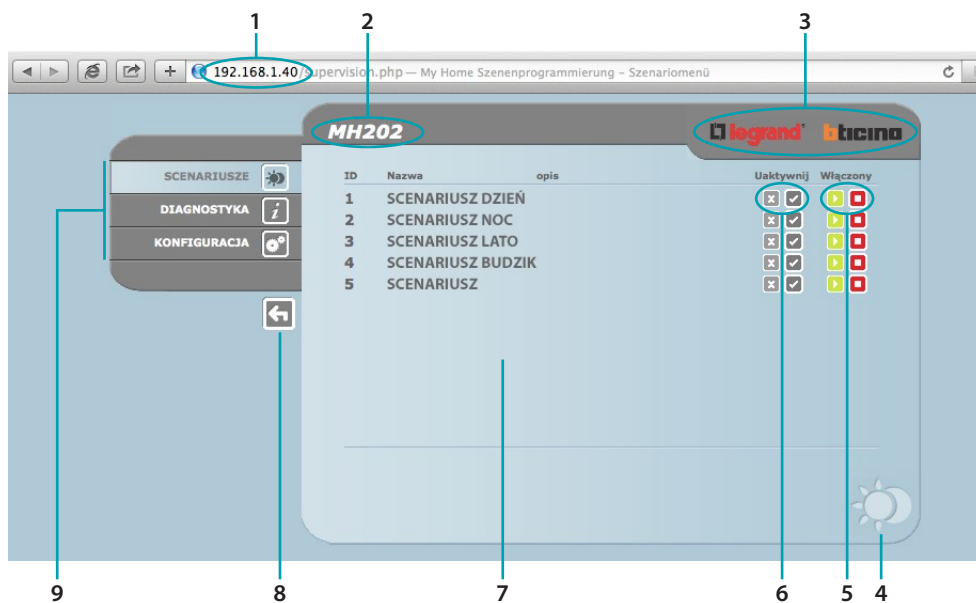 1 2 3
192.168.1.40/supervision.php — My Home Szenenprogrammierung – Szenariomenü
MH202
legrand® bticino
SCENARIUSZE
DIAGNOSTYKA
KONFIGURACJA
ID Nazwa opis Uaktywnij Włączony
1 SCENARIUSZ DZIEŃ
2 SCENARIUSZ NOC
3 SCENARIUSZ LATO
4 SCENARIUSZ BUDZIK
5 SCENARIUSZ
9 8 7 6 5 4